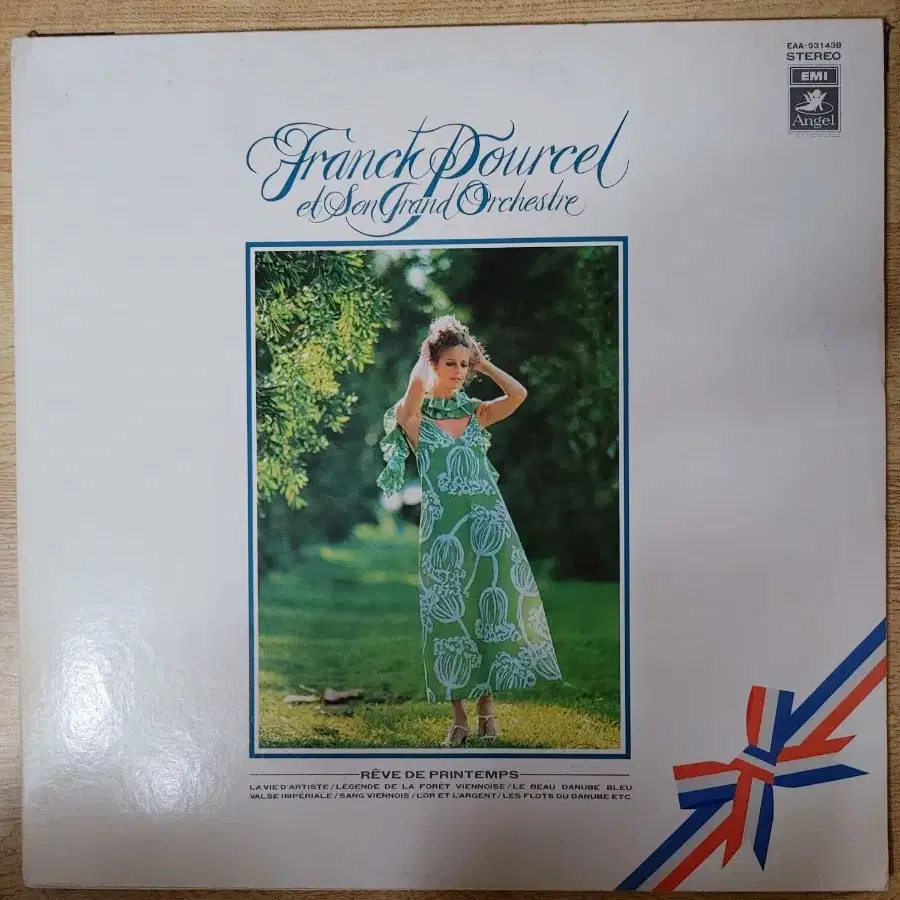 EAA-93143B
STEREO
EMI
Angel
Franck Pourcel
et Son Grand Orchestre
RÊVE DE PRINTEMPS
LA VIE D'ARTISTE / LÉGENDE DE LA FORÊT VIENNOISE / LE BEAU DANUBE BLEU
VALSE IMPÉRIALE / SANG VIENNOIS / L'OR ET L'ARGENT / LES FLOTS DU DANUBE ETC.